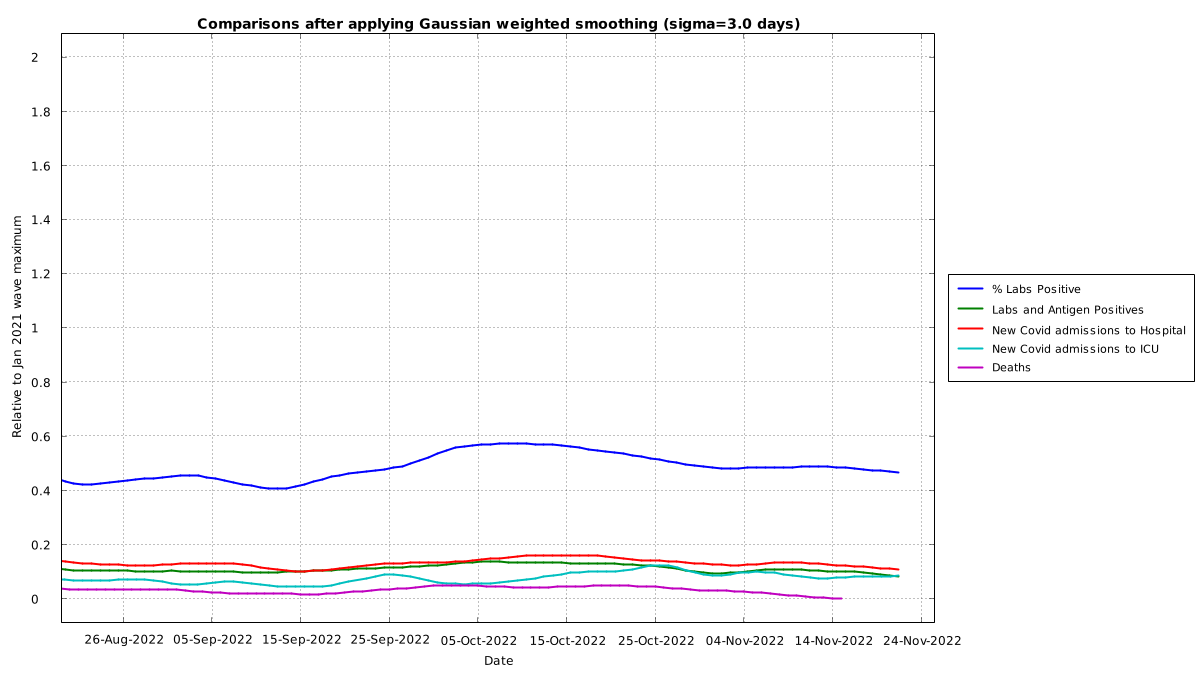 Comparisons after applying Gaussian weighted smoothing (sigma=3.0 days)
Relative to Jan 2021 wave maximum
2
1.8
1.6
1.4
1.2
1
0.8
0.6
0.4
0.2
0
26-Aug-2022 05-Sep-2022 15-Sep-2022 25-Sep-2022 05-Oct-2022 15-Oct-2022 25-Oct-2022 04-Nov-2022 14-Nov-2022 24-Nov-2022
Date
% Labs Positive
Labs and Antigen Positives
New Covid admissions to Hospital
New Covid admissions to ICU
Deaths